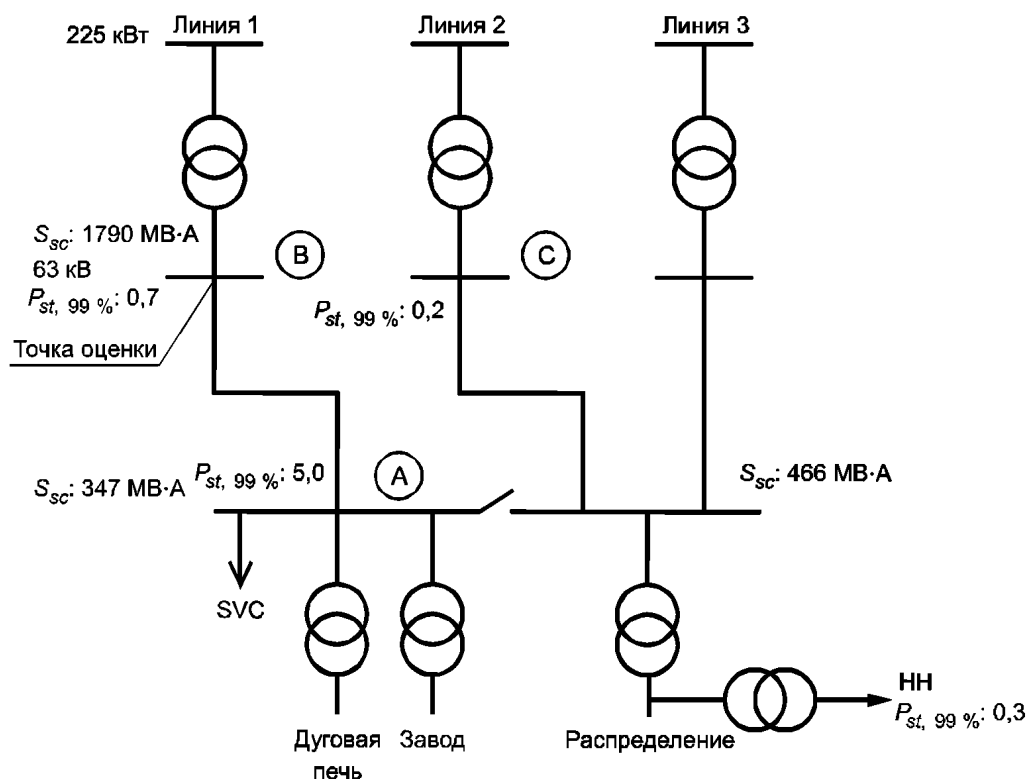 225 кВт
Линия 1
Линия 2
Линия 3
S_sc: 1790 МВ·А
63 кВ
P_st, 99 %: 0,7
B
C
P_st, 99 %: 0,2
Точка оценки
S_sc: 347 МВ·А
P_st, 99 %: 5,0
A
S_sc: 466 МВ·А
SVC
Дуговая
печь
Завод
Распределение
НН
P_st, 99 %: 0,3